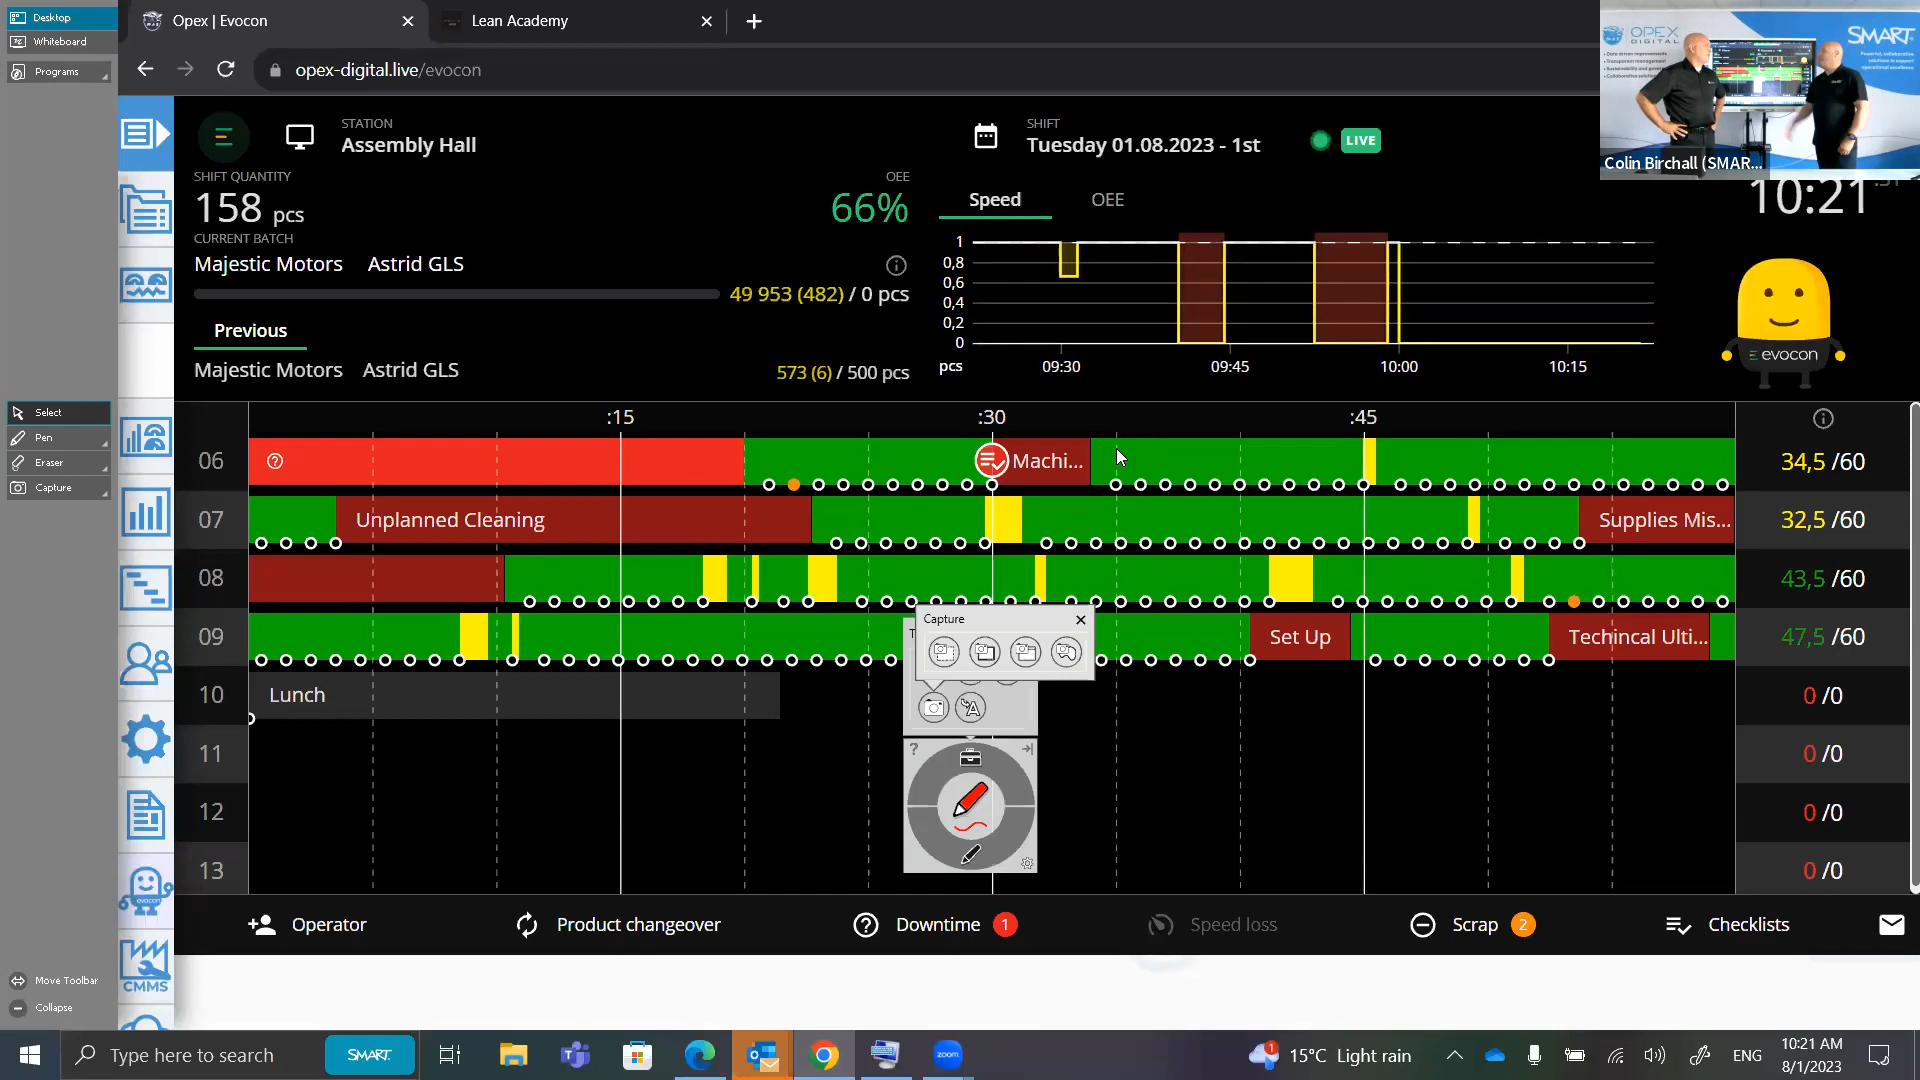 Desktop
Whiteboard
Programs
Select
Pen
Eraser
Capture
Move Toolbar
Collapse
Opex | Evocon
Lean Academy
opex-digital.live/evocon
STATION
Assembly Hall
SHIFT
Tuesday 01.08.2023 - 1st
LIVE
OPEX
DIGITAL
SMART
Colin Birchall (SMAR...
10:21
SHIFT QUANTITY
158 pcs
OEE
66%
CURRENT BATCH
Majestic Motors Astrid GLS
49 953 (482) / 0 pcs
Previous
Majestic Motors Astrid GLS
573 (6) / 500 pcs
Speed
OEE
1
0,8
0,6
0,4
0,2
0
pcs
09:30
09:45
10:00
10:15
evocon
:15
:30
:45
06
Machi...
34,5 /60
07
Unplanned Cleaning
Supplies Mis...
32,5 /60
08
43,5 /60
09
Set Up
Techincal Ulti...
47,5 /60
Capture
10
Lunch
0 /0
11
0 /0
12
0 /0
13
0 /0
Operator
Product changeover
Downtime 1
Speed loss
Scrap 2
Checklists
evocon
CMMS
Type here to search
SMART
zoom
1
15°C Light rain
ENG
10:21 AM
8/1/2023